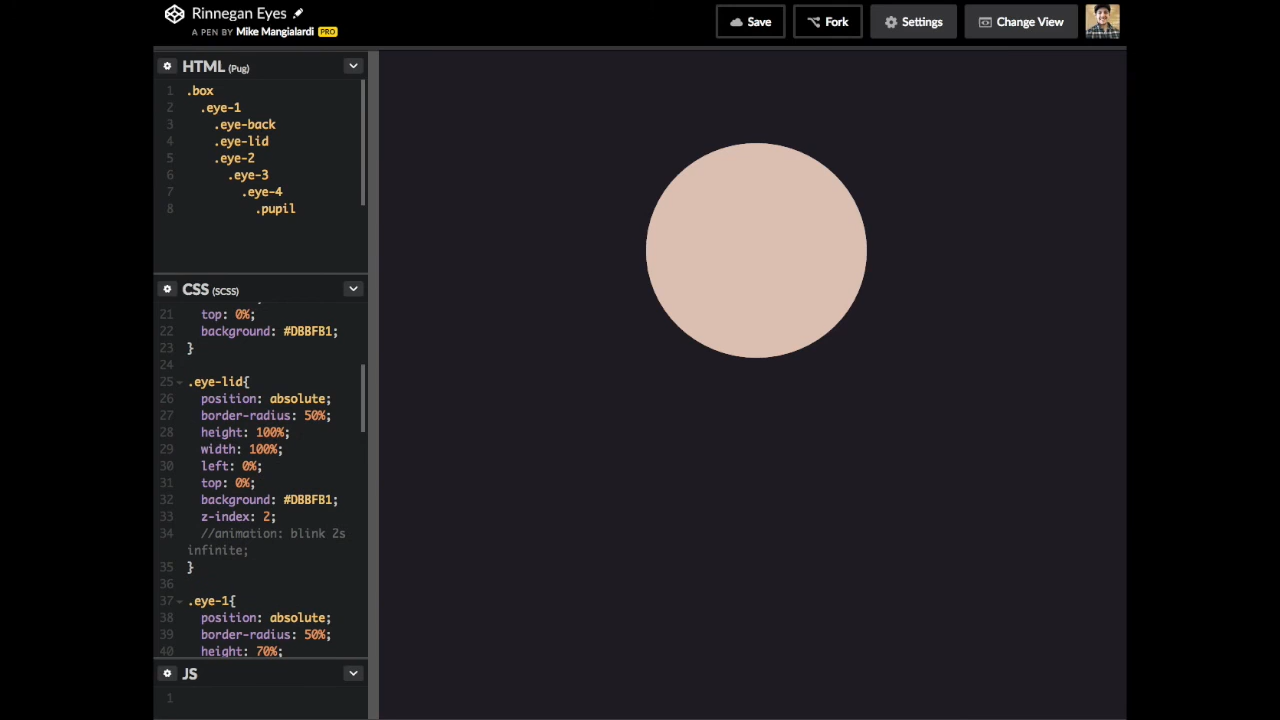 Rinnegan Eyes
A PEN BY Mike Mangialardi PRO
Save
Fork
Settings
Change View
HTML (Pug)
1 .box
2 .eye-1
3 .eye-back
4 .eye-lid
5 .eye-2
6 .eye-3
7 .eye-4
8 .pupil
CSS (SCSS)
21 top: 0%;
22 background: #DBBFB1;
23 }
24
25 .eye-lid{
26 position: absolute;
27 border-radius: 50%;
28 height: 100%;
29 width: 100%;
30 left: 0%;
31 top: 0%;
32 background: #DBBFB1;
33 z-index: 2;
34 //animation: blink 2s
infinite;
35 }
36
37 .eye-1{
38 position: absolute;
39 border-radius: 50%;
40 height: 70%;
JS
1